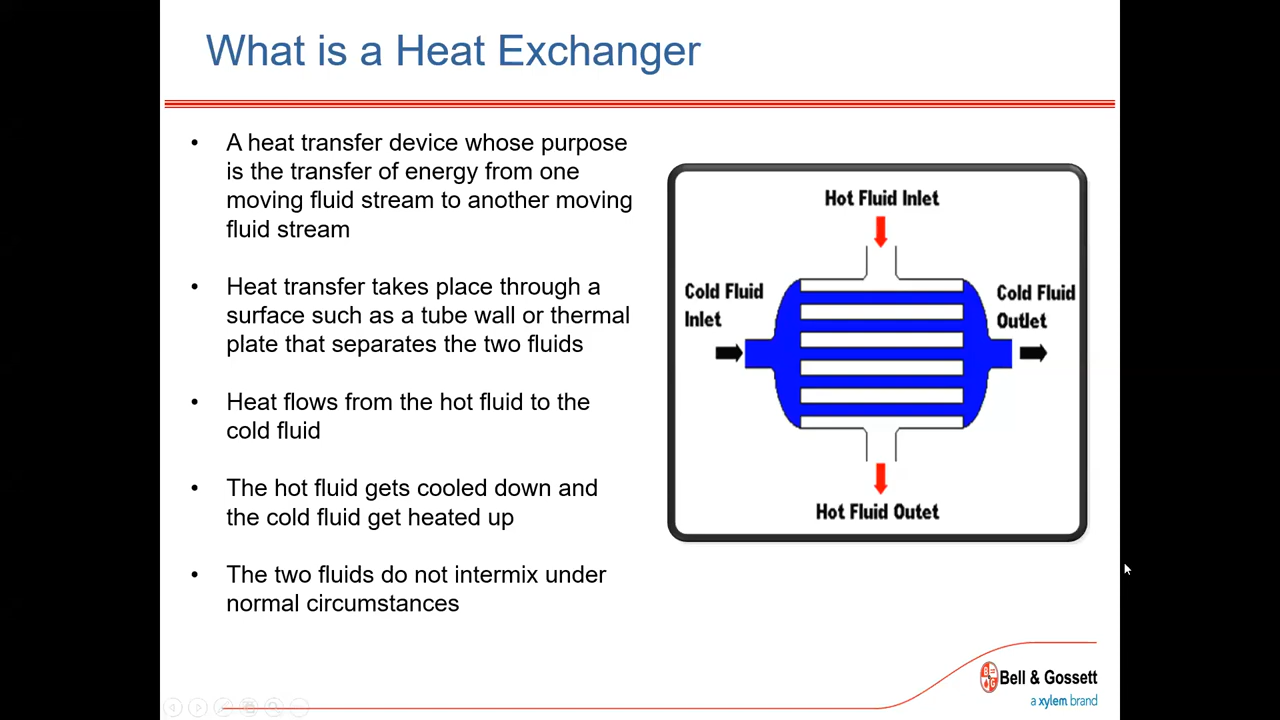 What is a Heat Exchanger
• A heat transfer device whose purpose
is the transfer of energy from one
moving fluid stream to another moving
fluid stream
• Heat transfer takes place through a
surface such as a tube wall or thermal
plate that separates the two fluids
• Heat flows from the hot fluid to the
cold fluid
• The hot fluid gets cooled down and
the cold fluid get heated up
• The two fluids do not intermix under
normal circumstances
Hot Fluid Inlet
Cold Fluid
Inlet
Cold Fluid
Outlet
Hot Fluid Outet
Bell & Gossett
a xylem brand